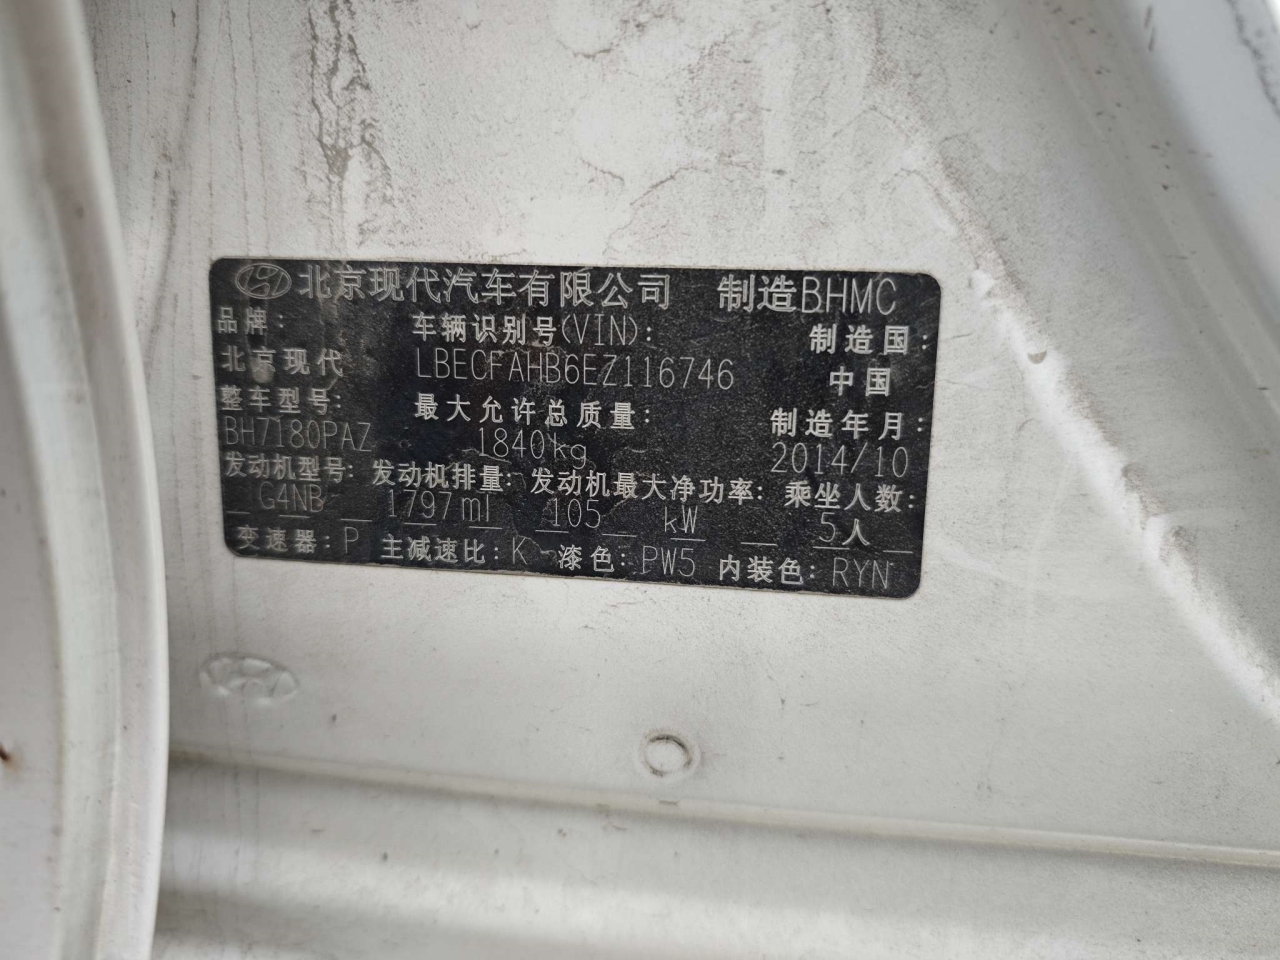 北京现代汽车有限公司 制造BHMC
品牌: 车辆识别号(VIN): 制造国:
北京现代 LBECFAHB6EZ116746 中国
整车型号: 最大允许总质量: 制造年月:
BH7180PAZ 1840kg 2014/10
发动机型号: 发动机排量: 发动机最大净功率: 乘坐人数:
G4NB 1797ml 105 kW 5人
变速器: P 主减速比: K 漆色: PW5 内装色: RYN